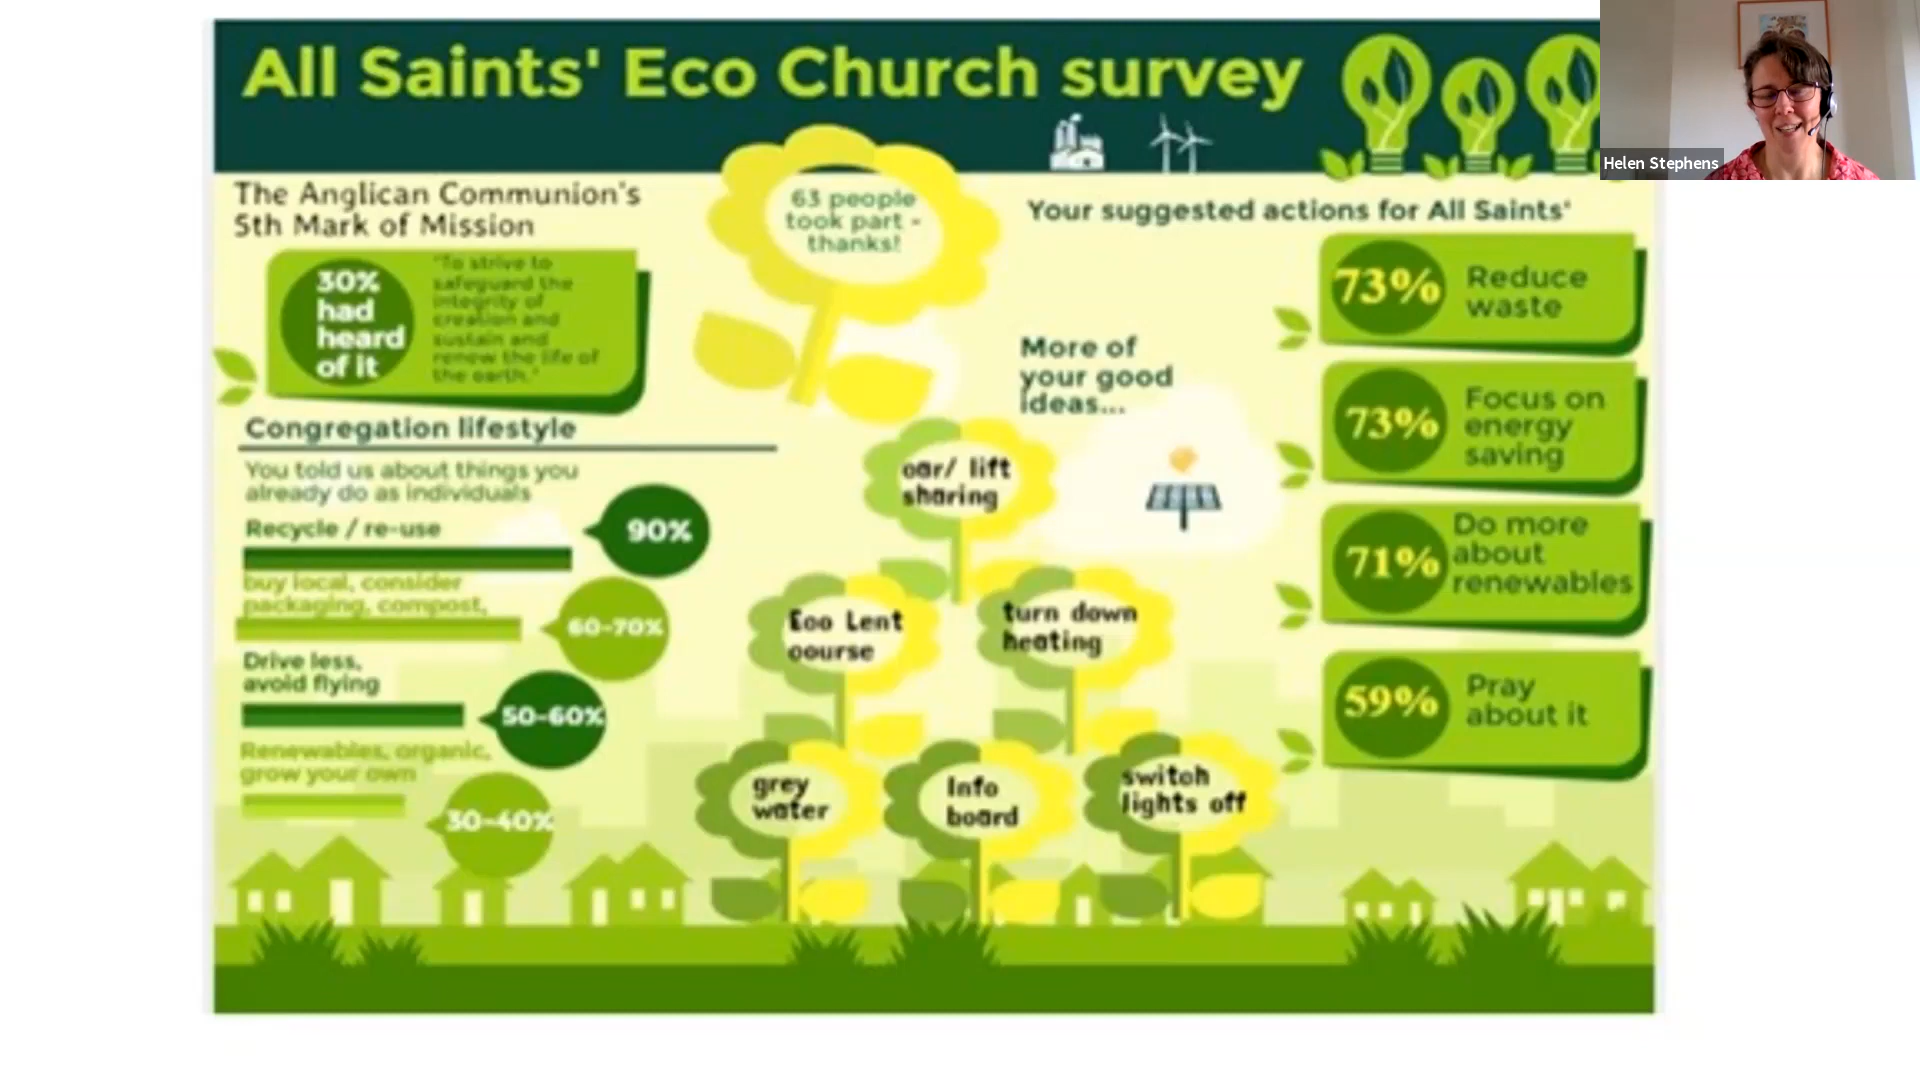 All Saints' Eco Church survey
Helen Stephens
The Anglican Communion's
5th Mark of Mission
30%
had
heard
of it
"To strive to
safeguard the
integrity of
creation and
sustain and
renew the life of
the earth."
63 people
took part -
thanks!
Congregation lifestyle
You told us about things you
already do as individuals
Recycle / re-use
90%
buy local, consider
packaging, compost,
60-70%
Drive less,
avoid flying
50-60%
Renewables, organic,
grow your own
30-40%
More of
your good
ideas...
car/ lift
sharing
Eco Lent
course
turn down
heating
grey
water
Info
board
switch
lights off
Your suggested actions for All Saints'
73%
Reduce
waste
73%
Focus on
energy
saving
71%
Do more
about
renewables
59%
Pray
about it